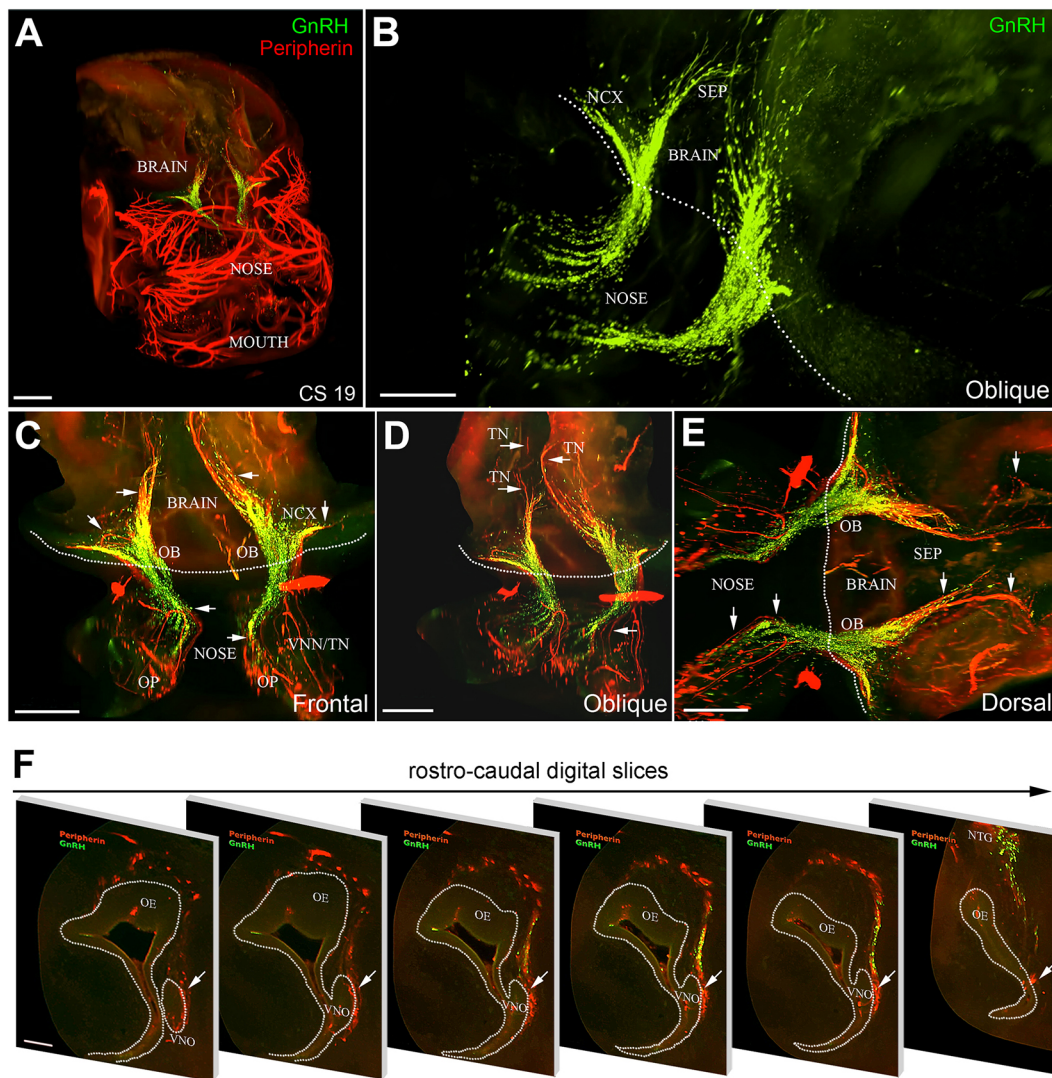 A
GnRH
Peripherin
BRAIN
NOSE
MOUTH
CS 19
B
GnRH
NCX
SEP
BRAIN
NOSE
Oblique
C
BRAIN
NCX
OB
OB
NOSE
VNN/TN
OP
OP
Frontal
D
TN
TN
TN
Oblique
E
OB
SEP
NOSE
BRAIN
OB
Dorsal
F
rostro-caudal digital slices
Peripherin
GnRH
OE
VNO
Peripherin
GnRH
OE
VNO
Peripherin
GnRH
OE
VNO
Peripherin
GnRH
OE
VNO
Peripherin
GnRH
OE
VNO
Peripherin
GnRH
NTG
OE